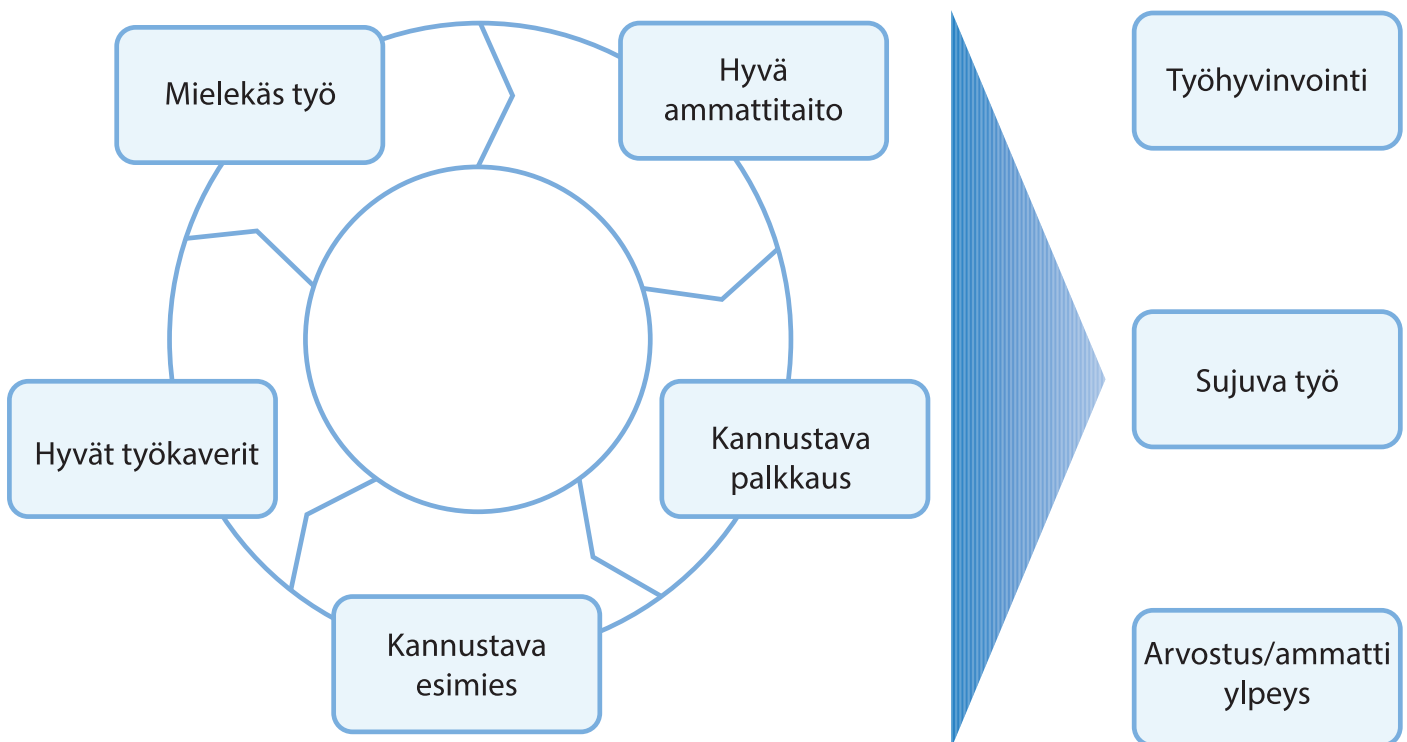 Mielekäs työ
Hyvä
ammattitaito
Kannustava
palkkaus
Kannustava
esimies
Hyvät työkaverit
Työhyvinvointi
Sujuva työ
Arvostus/ammatti
ylpeys